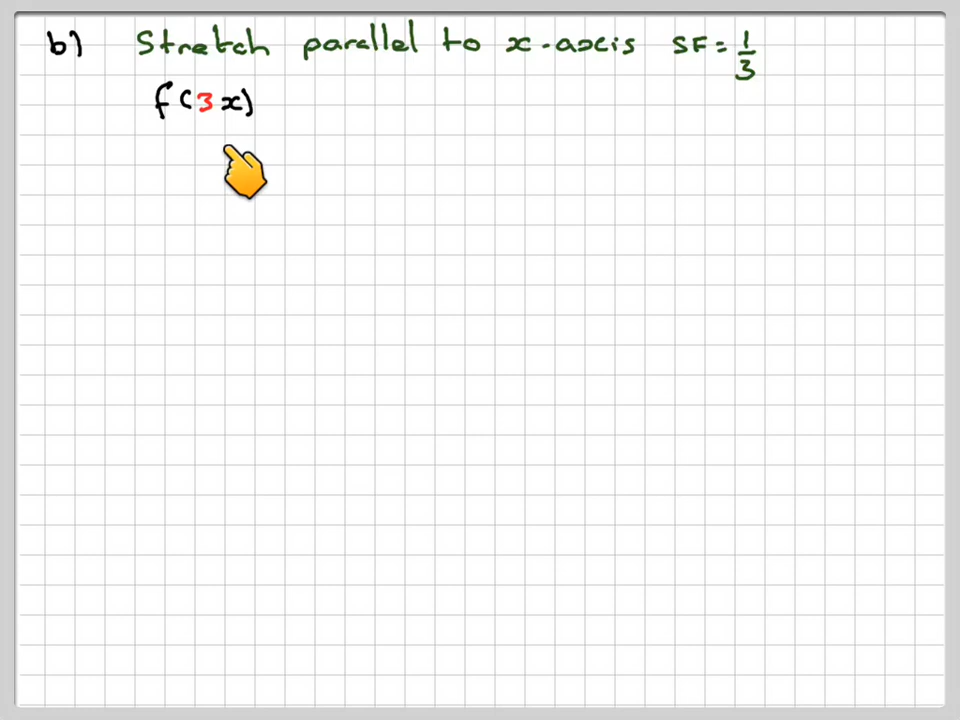 b) Stretch parallel to x-axis SF = 1/3
f(3x)